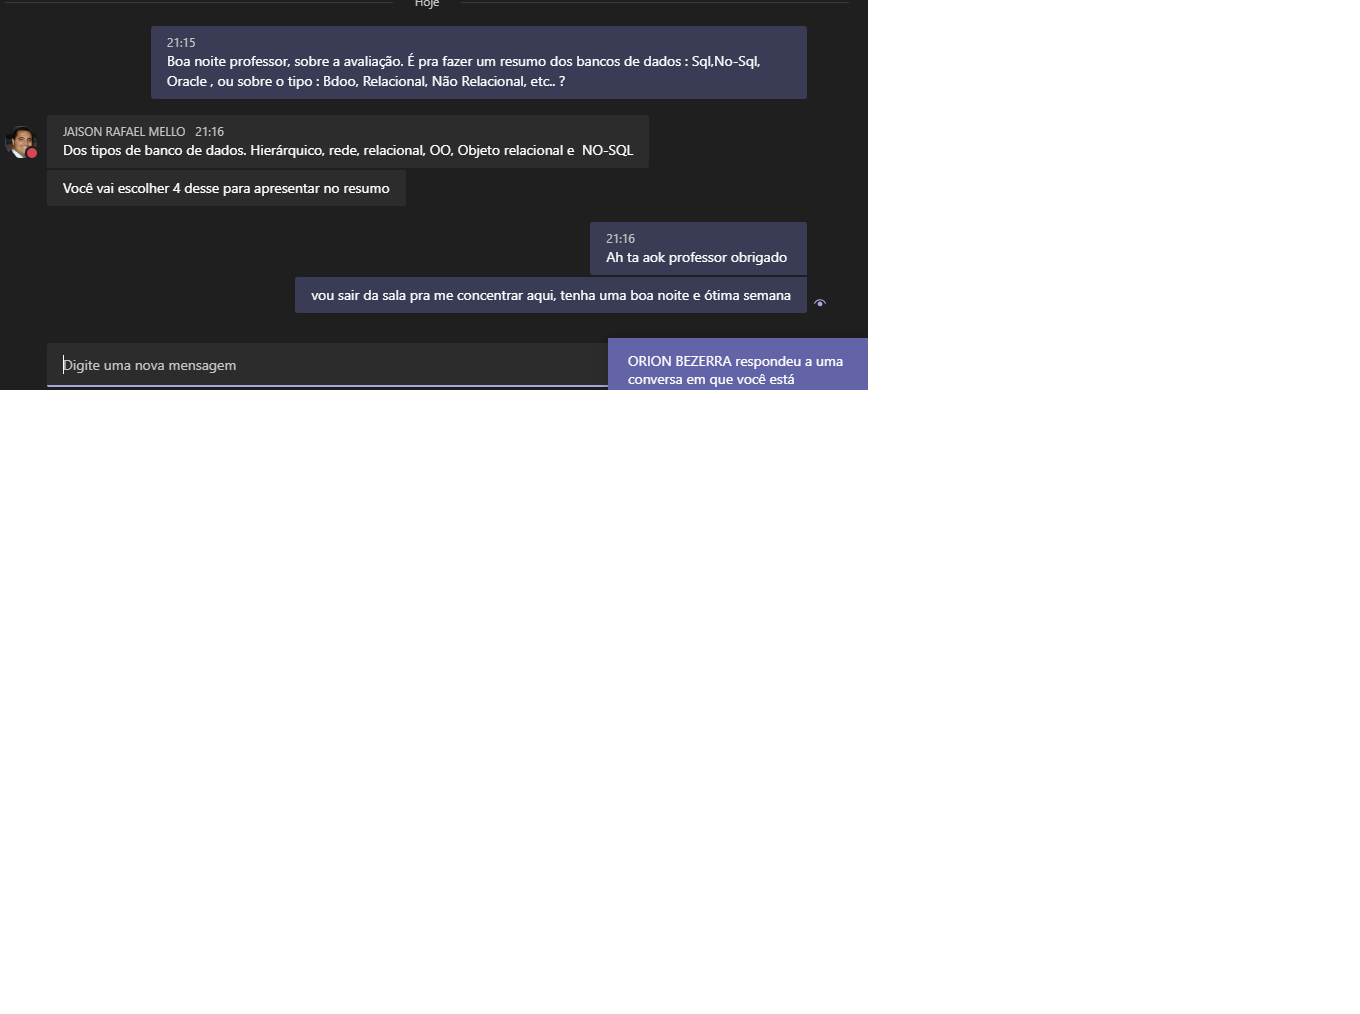 Hoje
21:15
Boa noite professor, sobre a avaliação. É pra fazer um resumo dos bancos de dados : Sql,No-Sql,
Oracle , ou sobre o tipo : Bdoo, Relacional, Não Relacional, etc.. ?
JAISON RAFAEL MELLO 21:16
Dos tipos de banco de dados. Hierárquico, rede, relacional, OO, Objeto relacional e  NO-SQL
Você vai escolher 4 desse para apresentar no resumo
21:16
Ah ta aok professor obrigado
vou sair da sala pra me concentrar aqui, tenha uma boa noite e ótima semana
Digite uma nova mensagem
ORION BEZERRA respondeu a uma
conversa em que você está